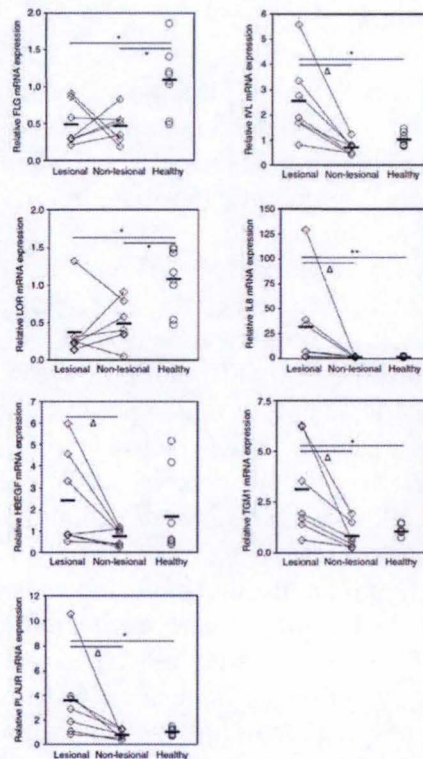 Relative FLG mRNA expression
2.0
1.5
1.0
0.5
0.0
*
*
Lesional Non-lesional Healthy
Relative IVL mRNA expression
6
5
4
3
2
1
0
*
Δ
Lesional Non-lesional Healthy
Relative LOR mRNA expression
2.0
1.5
1.0
0.5
0.0
*
*
Lesional Non-lesional Healthy
Relative IL8 mRNA expression
150
125
100
75
50
25
0
**
Δ
Lesional Non-lesional Healthy
Relative HBEGF mRNA expression
7
6
5
4
3
2
1
0
Δ
Lesional Non-lesional Healthy
Relative TGM1 mRNA expression
7.5
5.0
2.5
0.0
*
Δ
Lesional Non-lesional Healthy
Relative PLAUR mRNA expression
12
10
8
6
4
2
0
*
Δ
Lesional Non-lesional Healthy